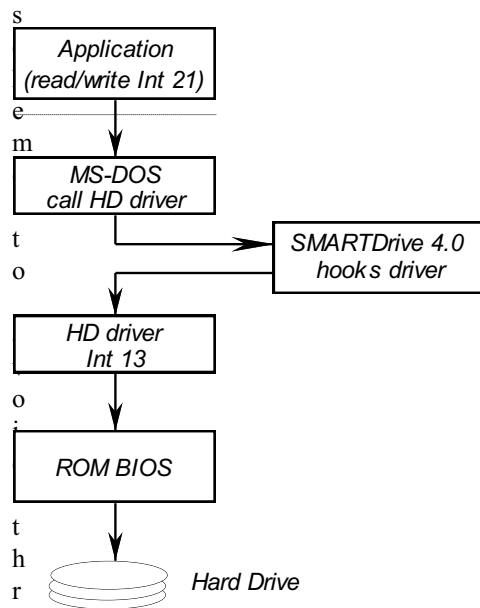 s
Application
(read/write Int 21)
e
m
MS-DOS
call HD driver
t
SMARTDrive 4.0
hooks driver
o
HD driver
Int 13
o
i
ROM BIOS
t
h
Hard Drive
r